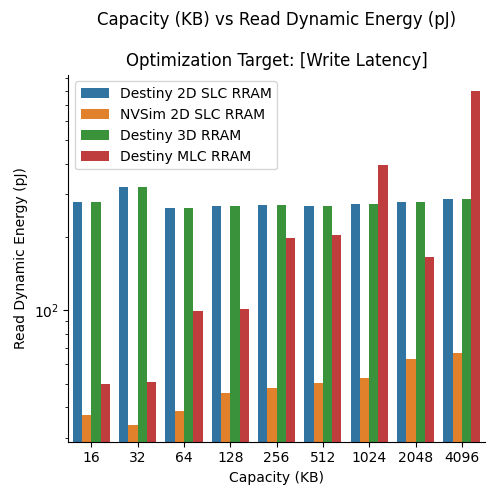 Capacity (KB) vs Read Dynamic Energy (pJ)
Optimization Target: [Write Latency]
Destiny 2D SLC RRAM
NVSim 2D SLC RRAM
Destiny 3D RRAM
Destiny MLC RRAM
Read Dynamic Energy (pJ)
10²
16 32 64 128 256 512 1024 2048 4096
Capacity (KB)